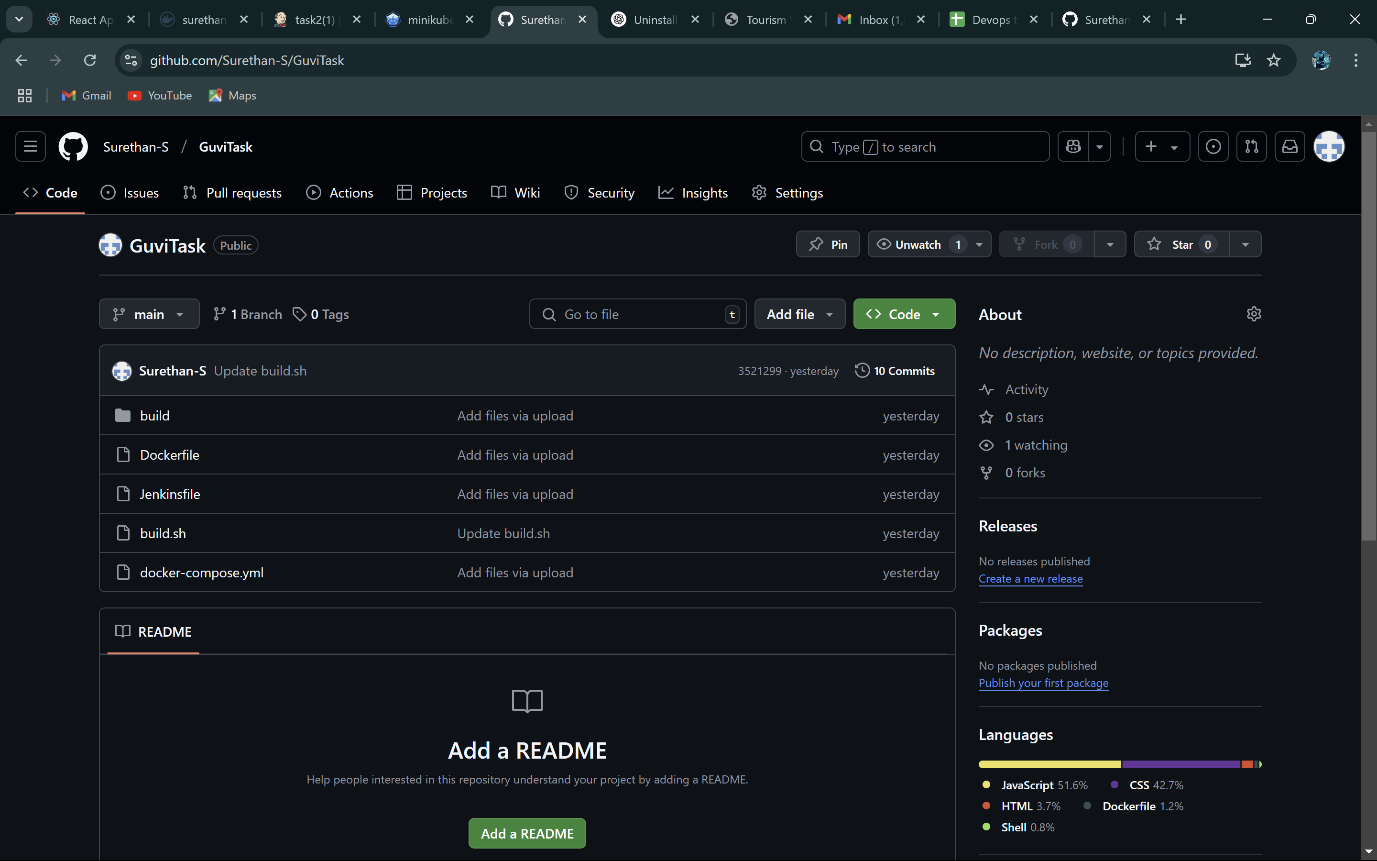 React Ap
surethan
task2(1)
minikube
Surethan
Uninstall
Tourism
Inbox (1,
Devops t
Surethan
github.com/Surethan-S/GuviTask
Gmail
YouTube
Maps
Surethan-S / GuviTask
Type / to search
Code
Issues
Pull requests
Actions
Projects
Wiki
Security
Insights
Settings
GuviTask Public
Pin
Unwatch 1
Fork 0
Star 0
main
1 Branch
0 Tags
Go to file t
Add file
Code
Surethan-S Update build.sh 3521299 · yesterday 10 Commits
build Add files via upload yesterday
Dockerfile Add files via upload yesterday
Jenkinsfile Add files via upload yesterday
build.sh Update build.sh yesterday
docker-compose.yml Add files via upload yesterday
README
Add a README
Help people interested in this repository understand your project by adding a README.
Add a README
About
No description, website, or topics provided.
Activity
0 stars
1 watching
0 forks
Releases
No releases published
Create a new release
Packages
No packages published
Publish your first package
Languages
JavaScript 51.6% CSS 42.7%
HTML 3.7% Dockerfile 1.2%
Shell 0.8%